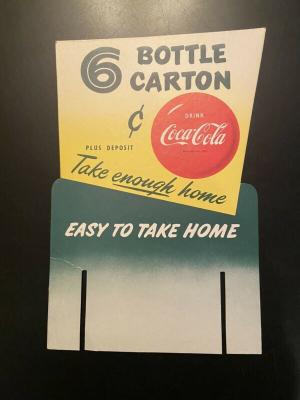 6 BOTTLE
CARTON
¢
PLUS DEPOSIT
DRINK
Coca-Cola
Take enough home
EASY TO TAKE HOME